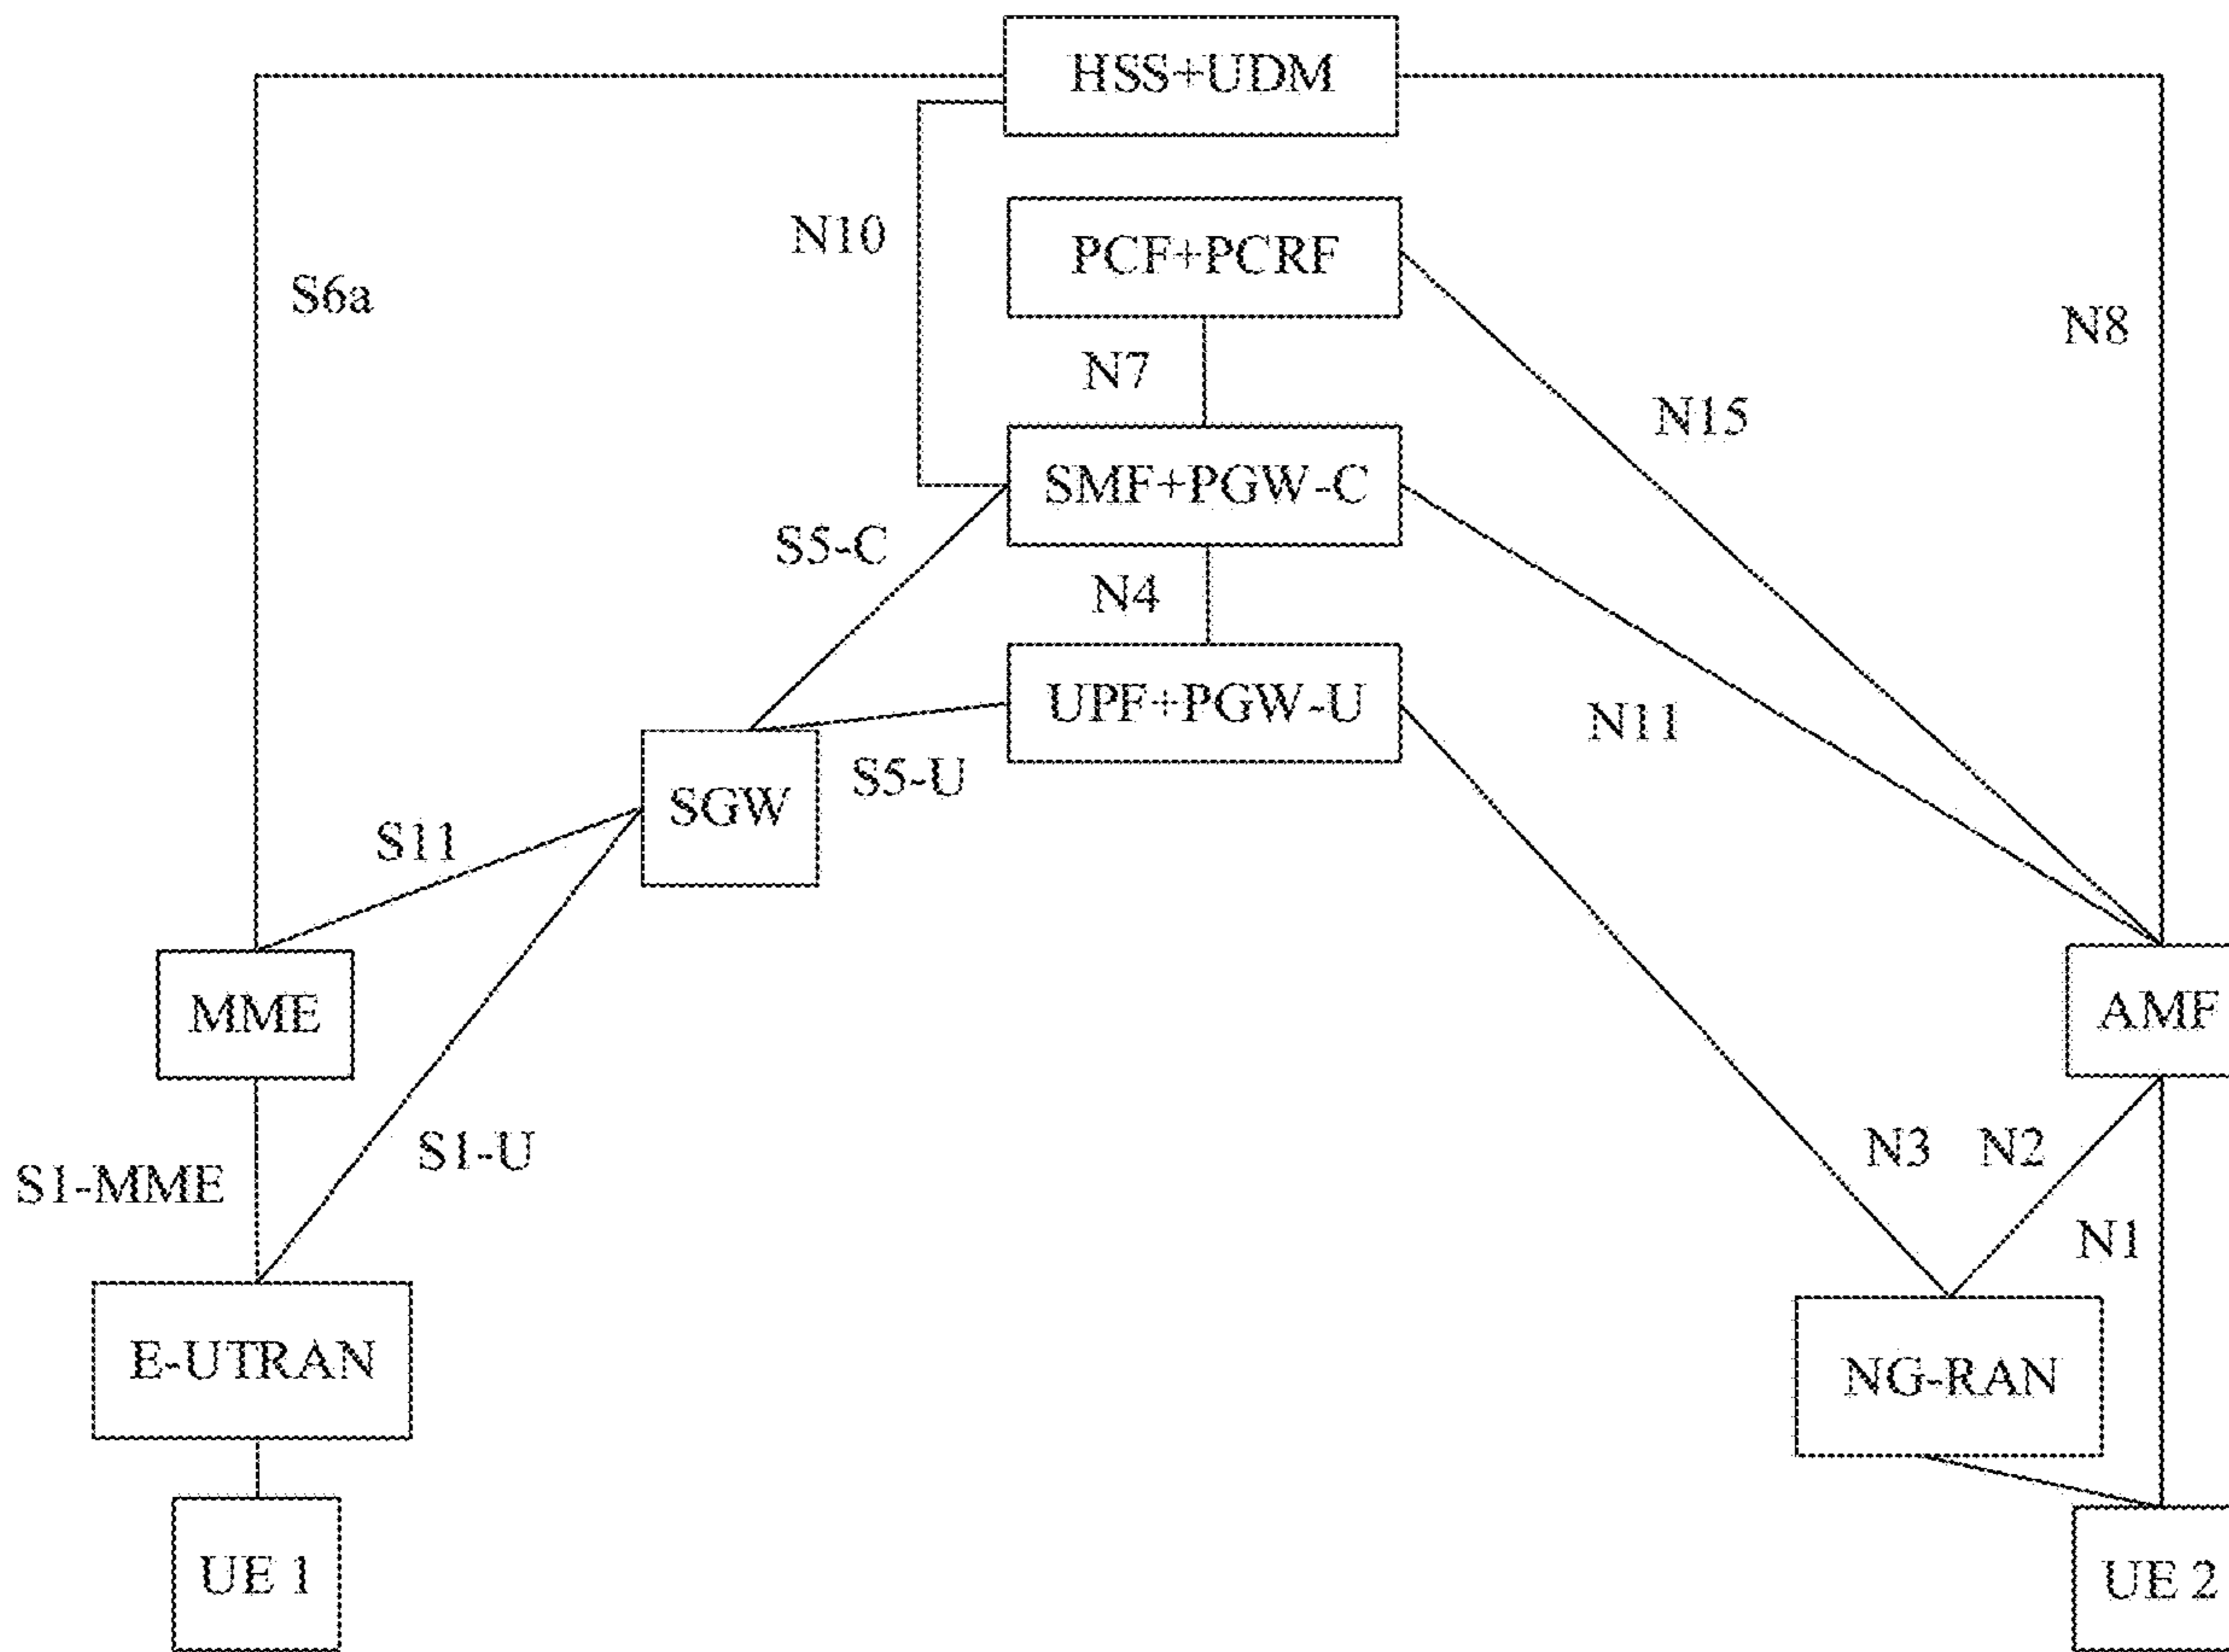 HSS+UDM
N10
PCF+PCRF
S6a
N8
N7
N15
SMF+PGW-C
S5-C
N4
UPF+PGW-U
N11
S5-U
SGW
S11
MME
AMF
S1-U
N3
N2
S1-MME
N1
E-UTRAN
NG-RAN
UE 1
UE 2